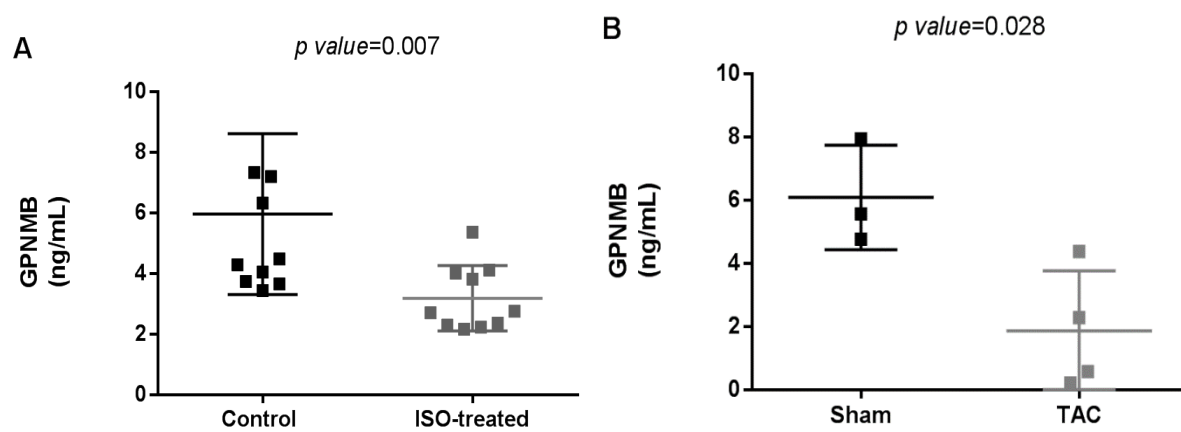 A
p value=0.007
10
8
6
4
2
0
GPNMB
(ng/mL)
Control
ISO-treated
B
p value=0.028
10
8
6
4
2
0
GPNMB
(ng/mL)
Sham
TAC